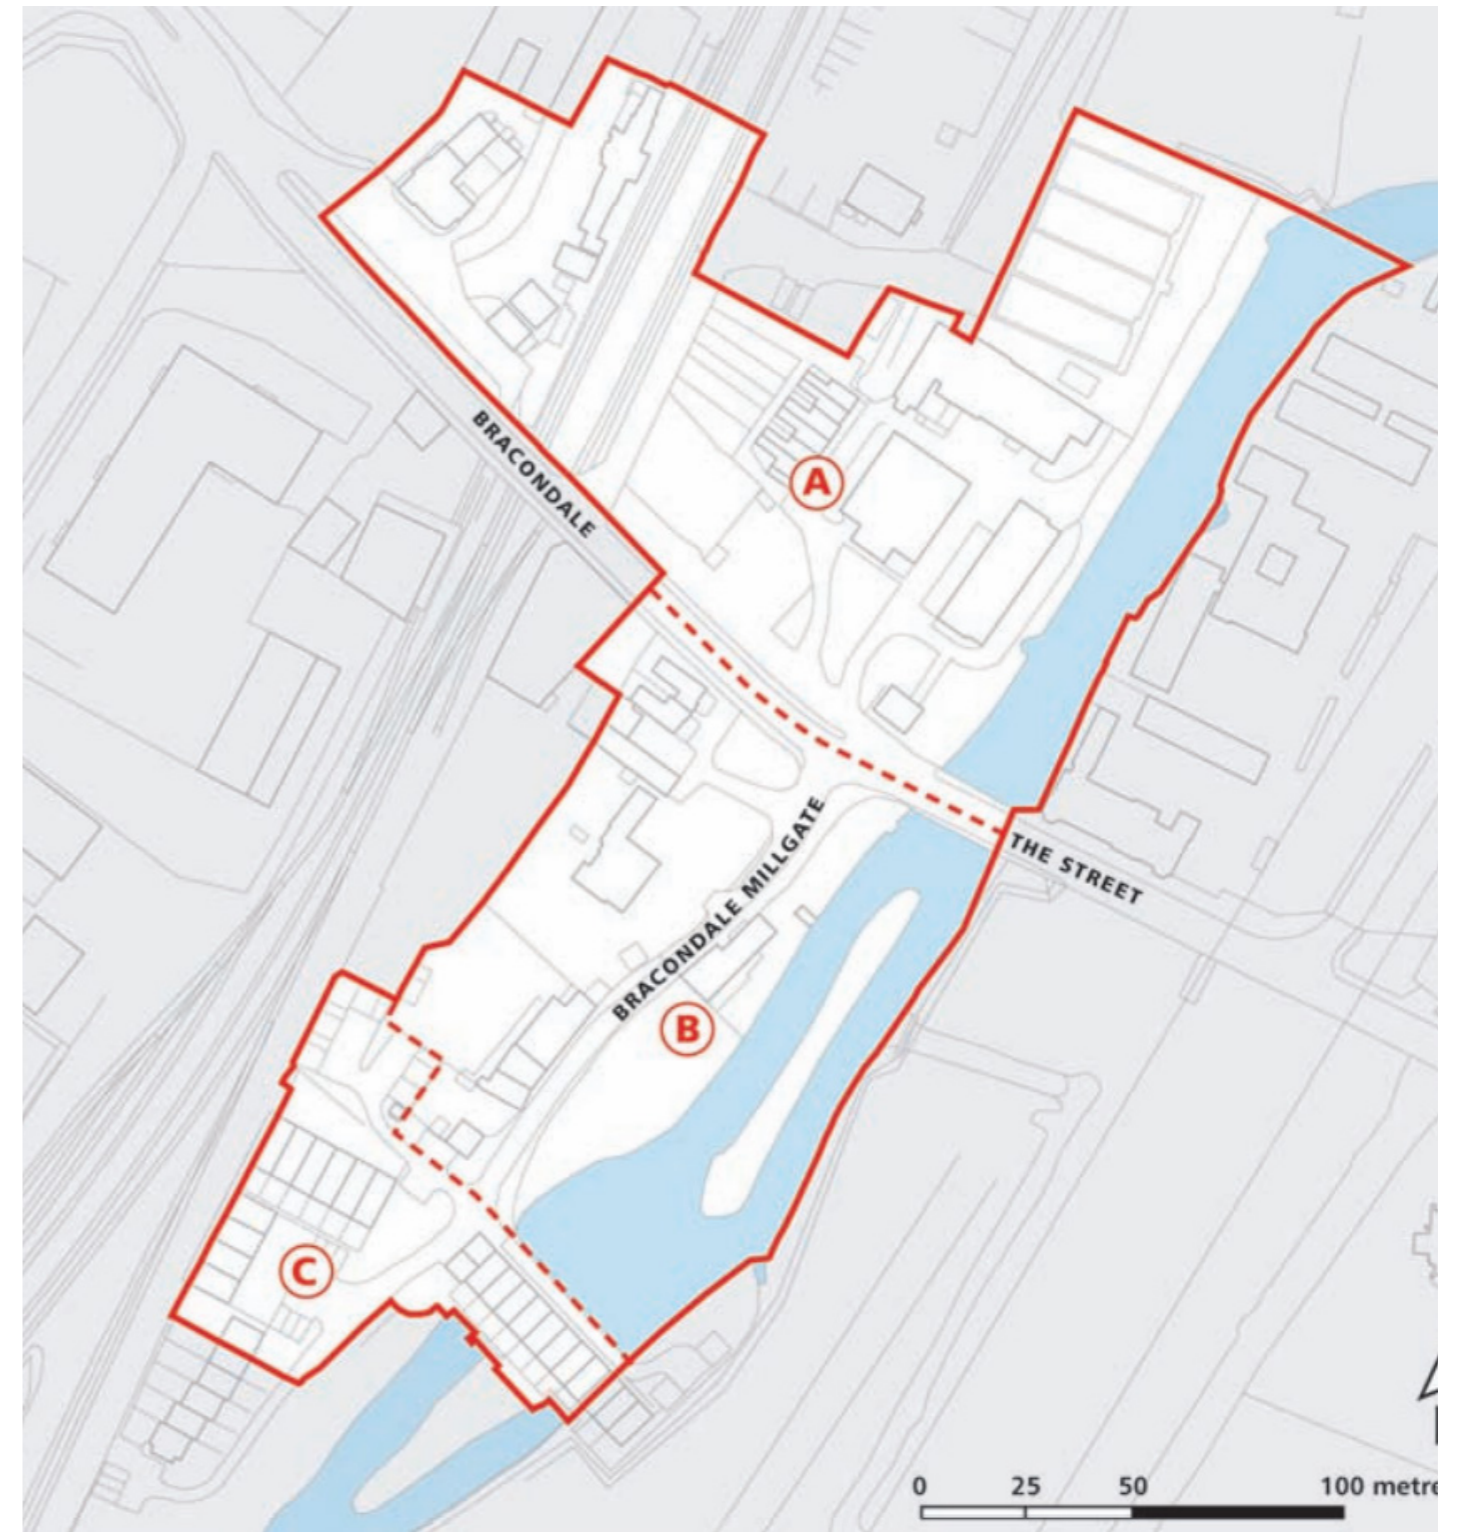 BRACONDALE
A
BRACONDALE MILLGATE
THE STREET
B
C
0 25 50 100 metre